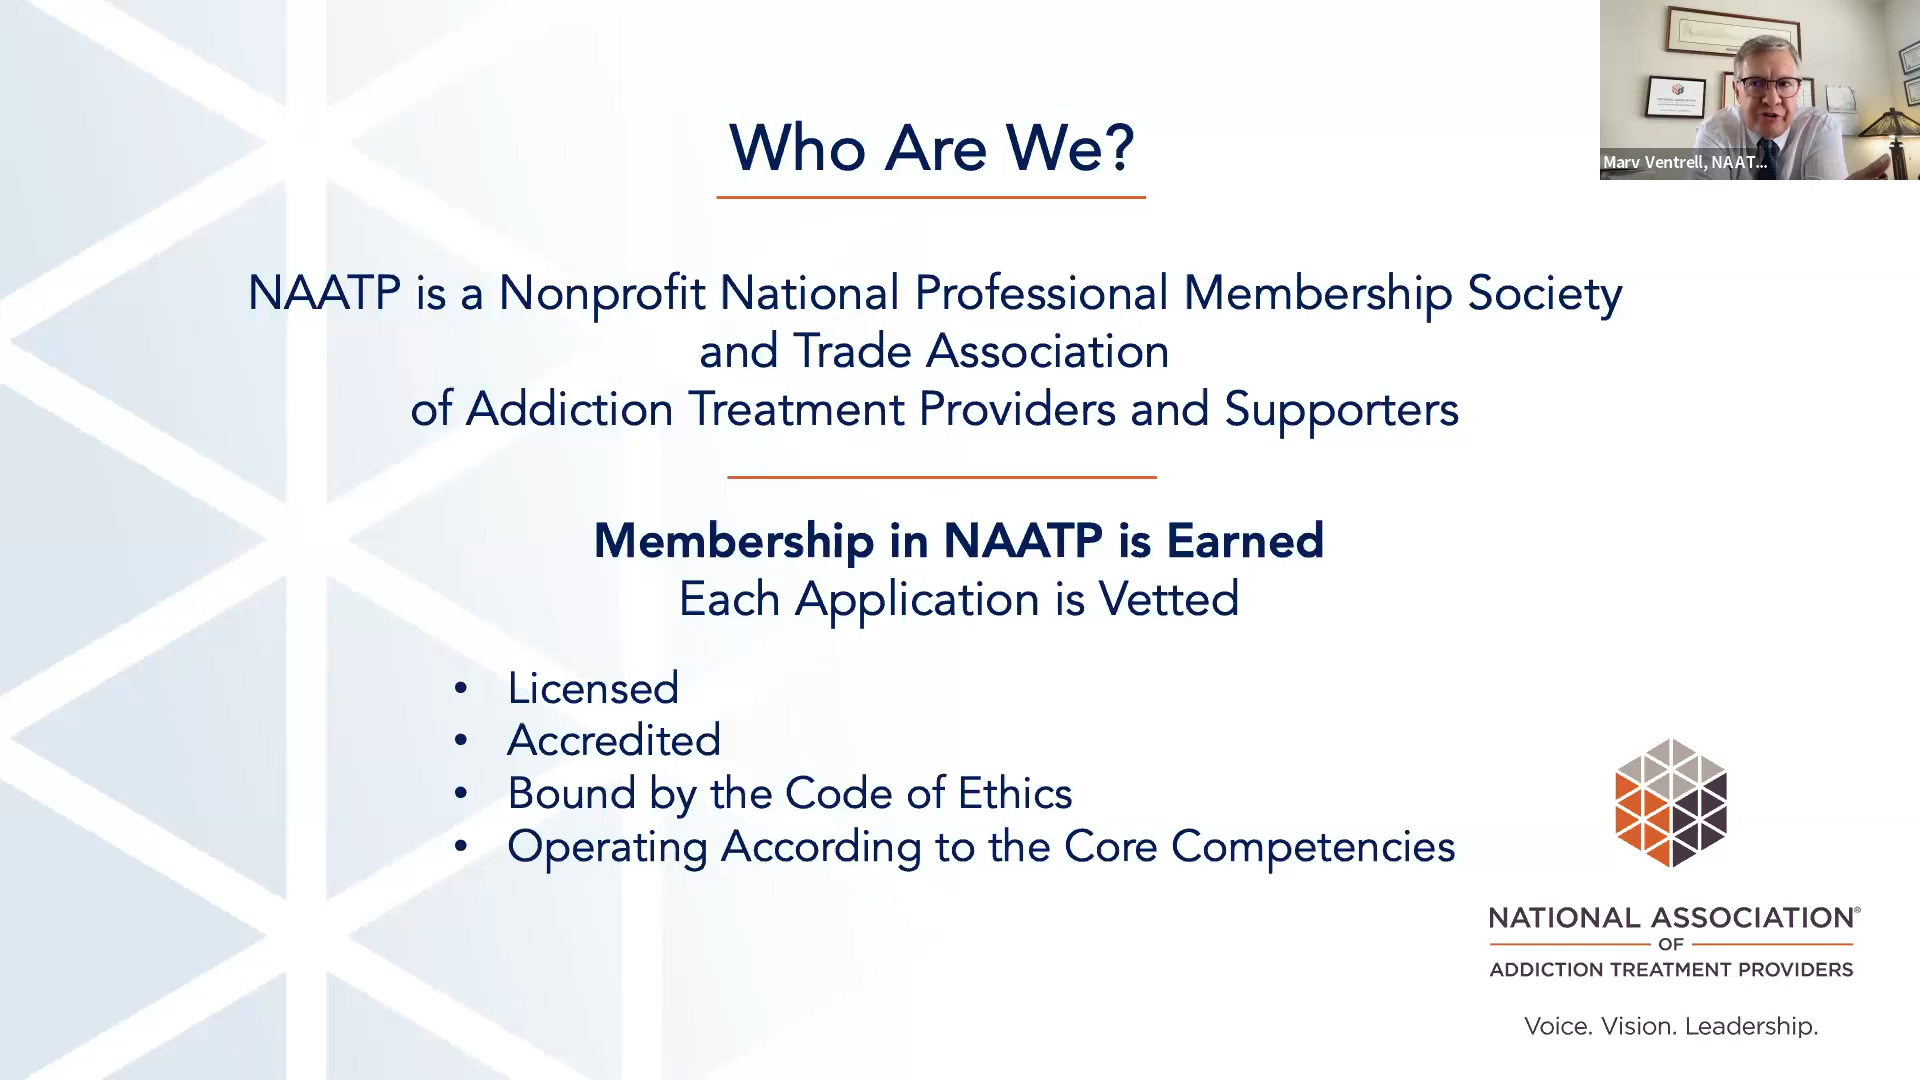 Who Are We?
NAATP is a Nonprofit National Professional Membership Society
and Trade Association
of Addiction Treatment Providers and Supporters
Membership in NAATP is Earned
Each Application is Vetted
• Licensed
• Accredited
• Bound by the Code of Ethics
• Operating According to the Core Competencies
Marv Ventrell, NAAT...
NATIONAL ASSOCIATION®
OF
ADDICTION TREATMENT PROVIDERS
Voice. Vision. Leadership.